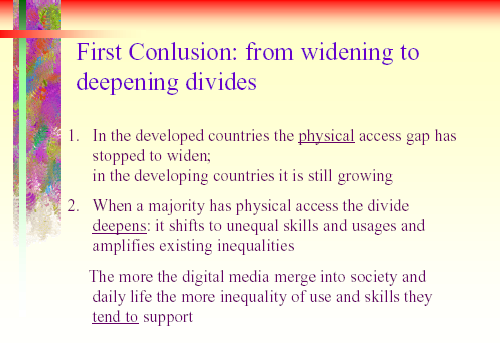 First Conlusion: from widening to
deepening divides
1. In the developed countries the physical access gap has
stopped to widen;
in the developing countries it is still growing
2. When a majority has physical access the divide
deepens: it shifts to unequal skills and usages and
amplifies existing inequalities
The more the digital media merge into society and
daily life the more inequality of use and skills they
tend to support